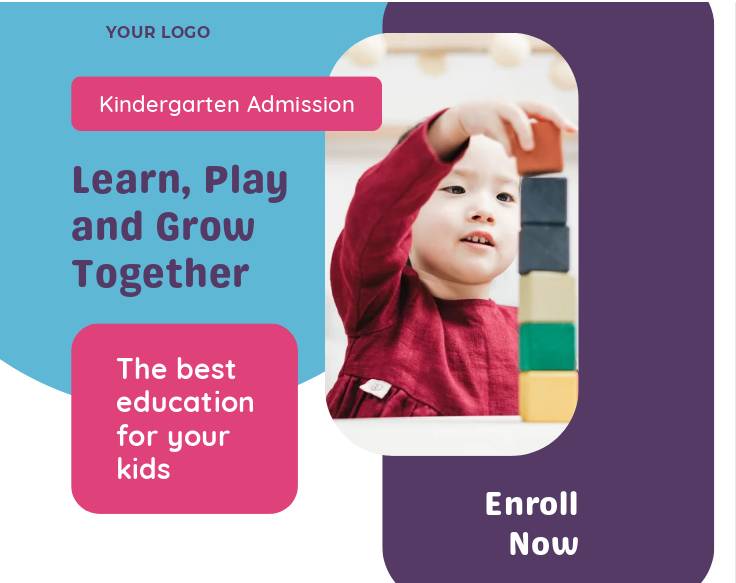 YOUR LOGO
Kindergarten Admission
Learn, Play
and Grow
Together
The best
education
for your
kids
Enroll
Now